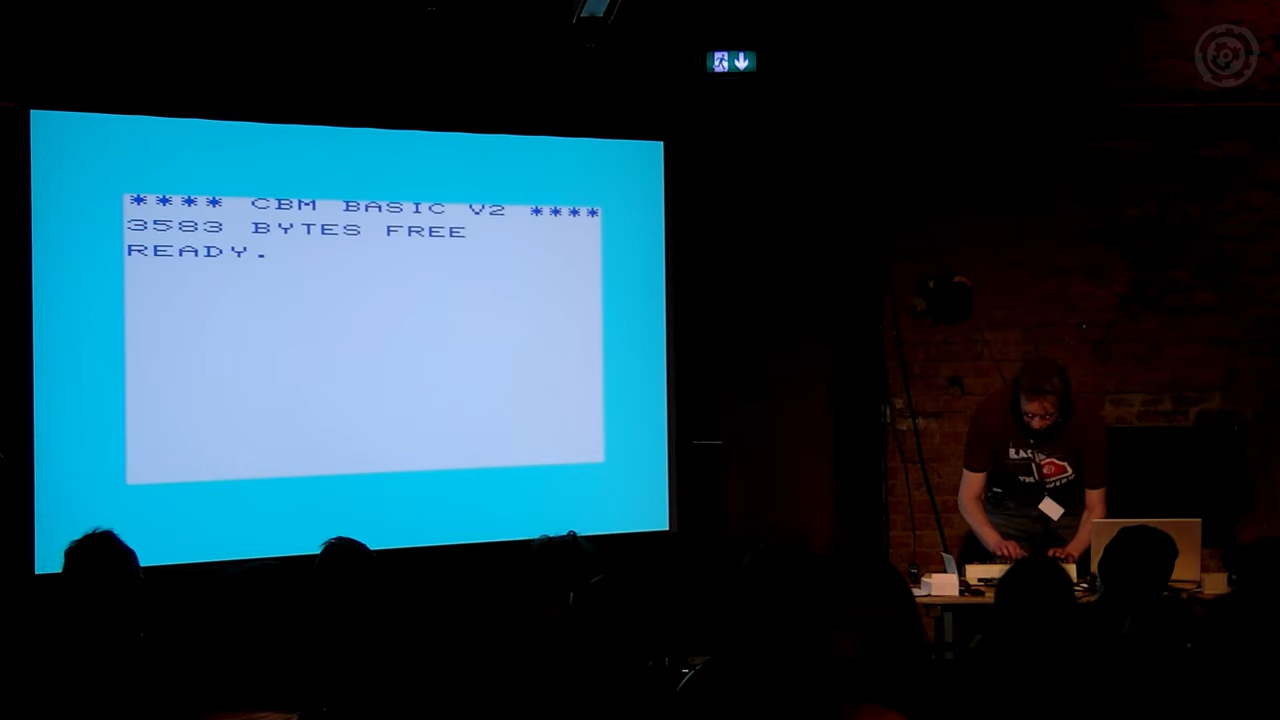 **** CBM BASIC V2 ****
3583 BYTES FREE
READY.